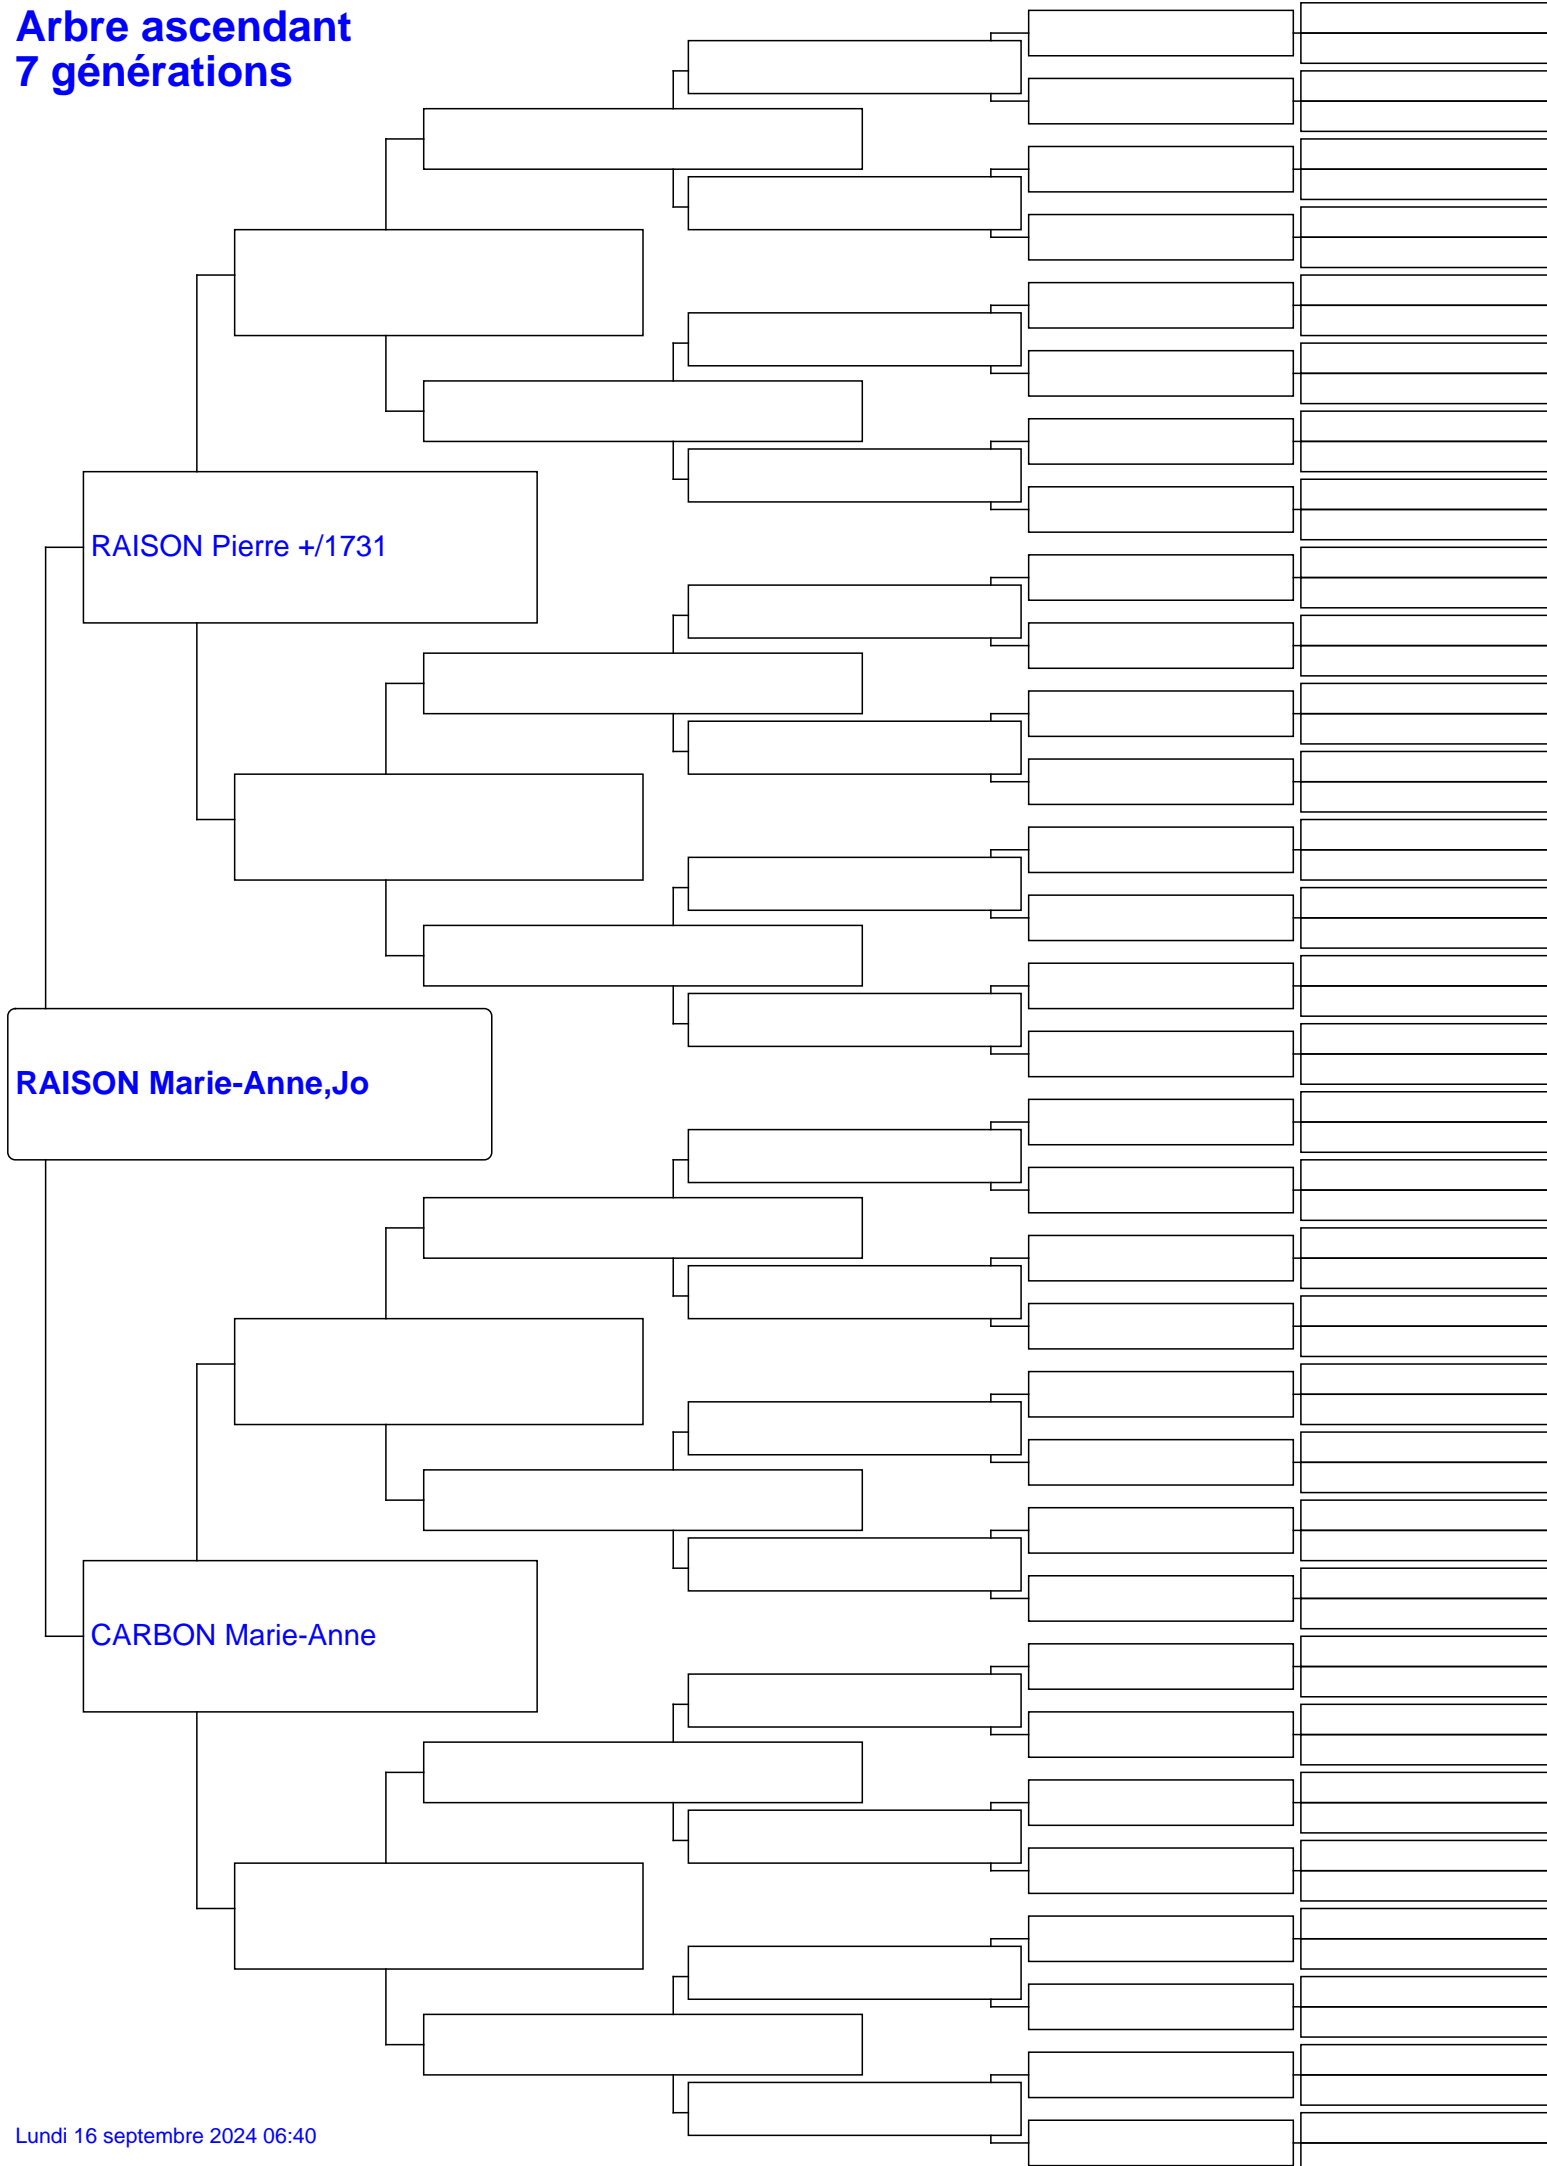 Arbre ascendant
7 générations
RAISON Pierre +/1731
RAISON Marie-Anne,Jo
CARBON Marie-Anne
Lundi 16 septembre 2024 06:40